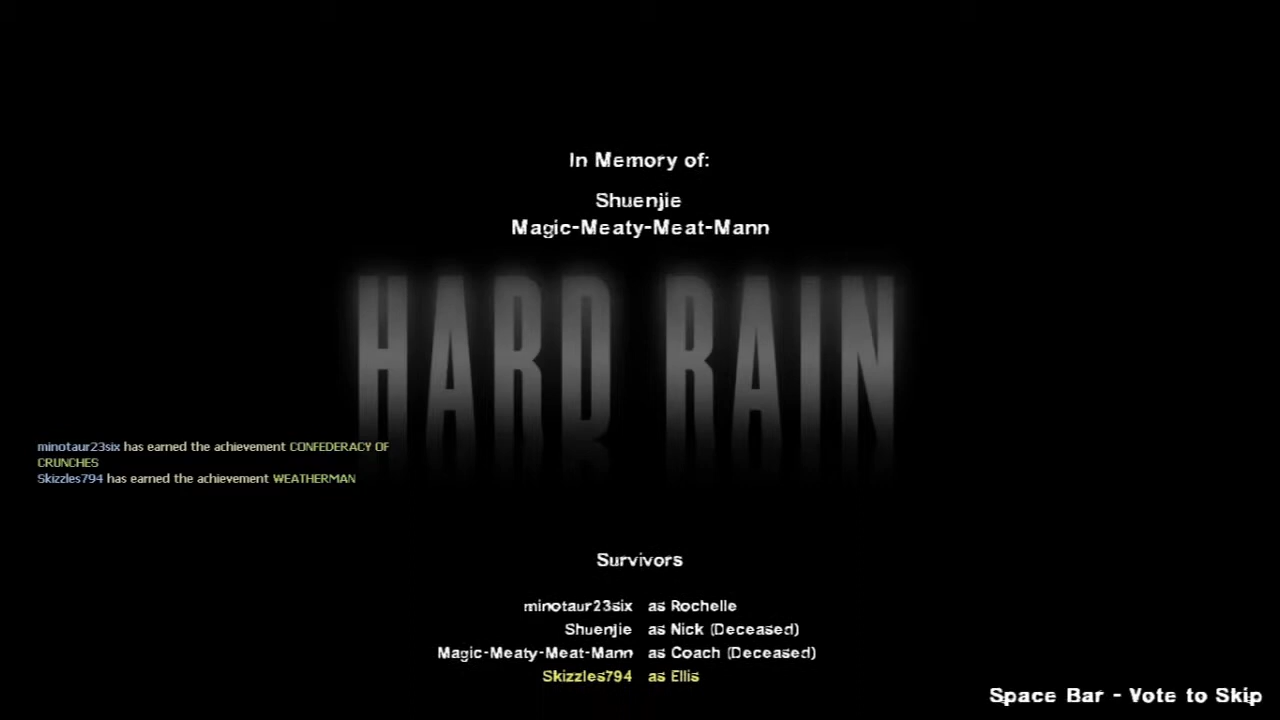 In Memory of:
Shuenjie
Magic-Meaty-Meat-Mann
HARD RAIN
minotaur23six has earned the achievement CONFEDERACY OF
CRUNCHES
Skizzles794 has earned the achievement WEATHERMAN
Survivors
minotaur23six as Rochelle
Shuenjie as Nick (Deceased)
Magic-Meaty-Meat-Mann as Coach (Deceased)
Skizzles794 as Ellis
Space Bar - Vote to Skip